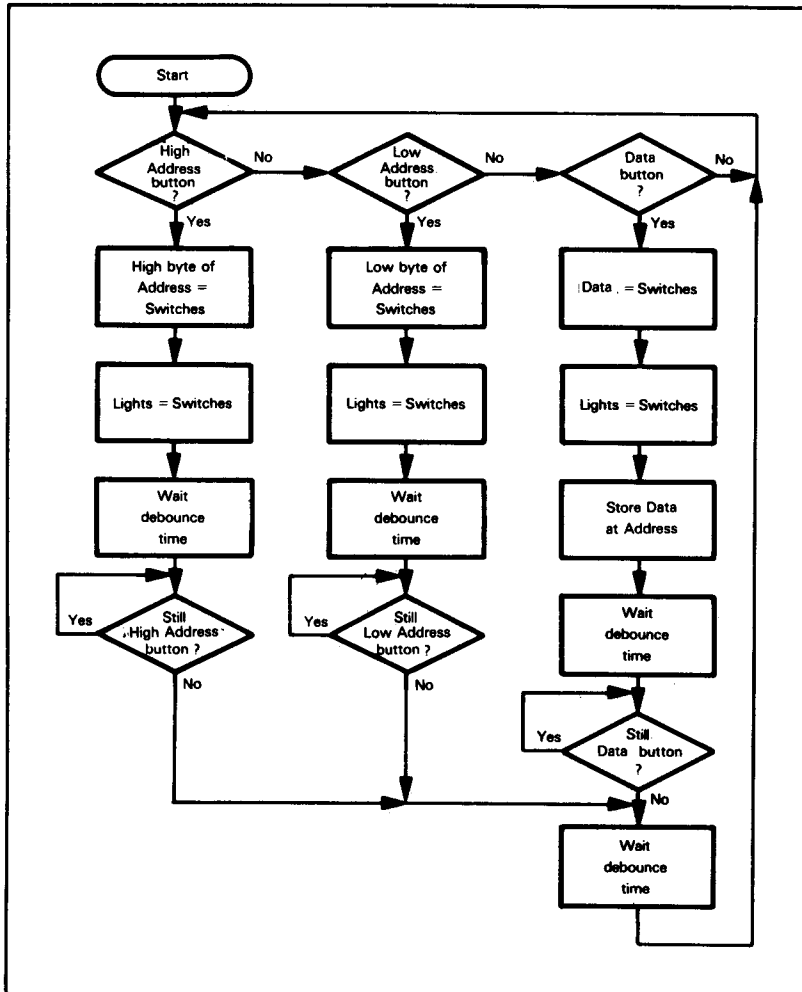 Start
High
Address
button
?
No
Yes
Low
Address
button
?
No
Yes
Data
button
?
No
Yes
High byte of
Address =
Switches
Low byte of
Address =
Switches
Data = Switches
Lights = Switches
Lights = Switches
Lights = Switches
Wait
debounce
time
Wait
debounce
time
Store Data
at Address
Yes
Still
High Address
button ?
No
Yes
Still
Low Address
button ?
No
Wait
debounce
time
Yes
Still
Data button
?
No
Wait
debounce
time